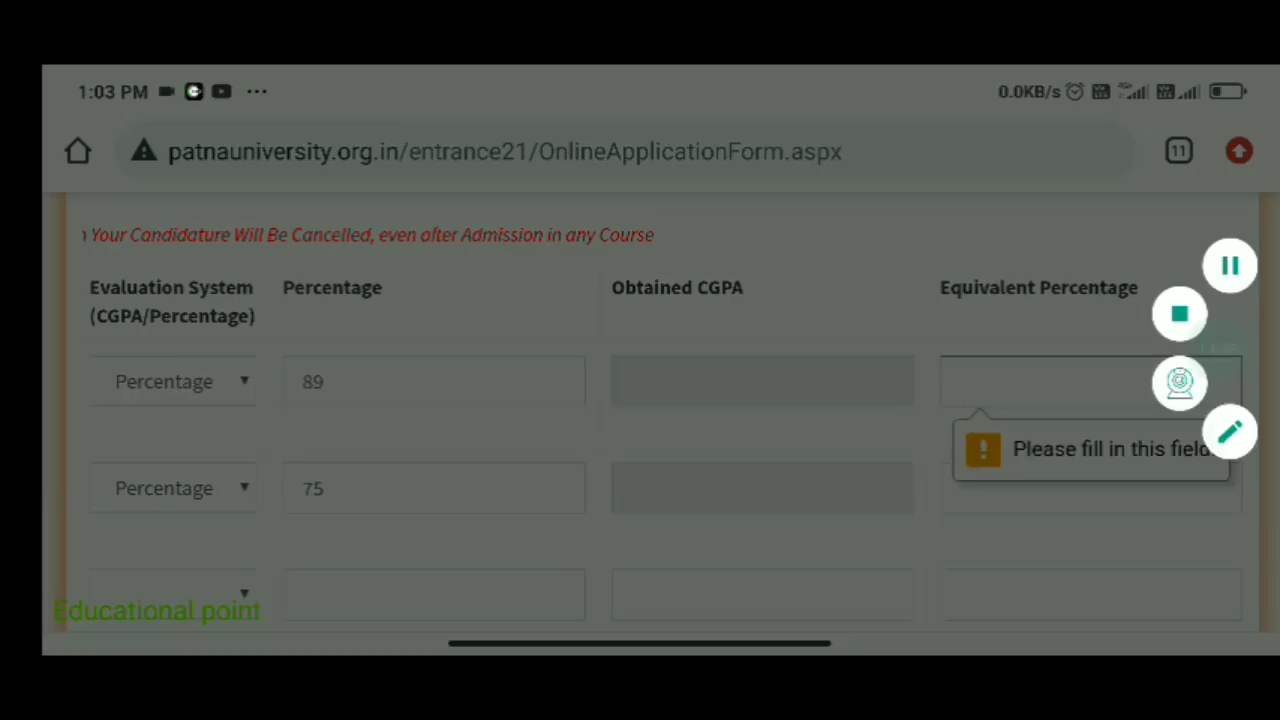 1:03 PM ...
0.0KB/s
patnauniversity.org.in/entrance21/OnlineApplicationForm.aspx
11
Your Candidature Will Be Cancelled, even after Admission in any Course
Evaluation System (CGPA/Percentage)
Percentage
Obtained CGPA
Equivalent Percentage
Percentage
89
Please fill in this field.
Percentage
75
Educational point